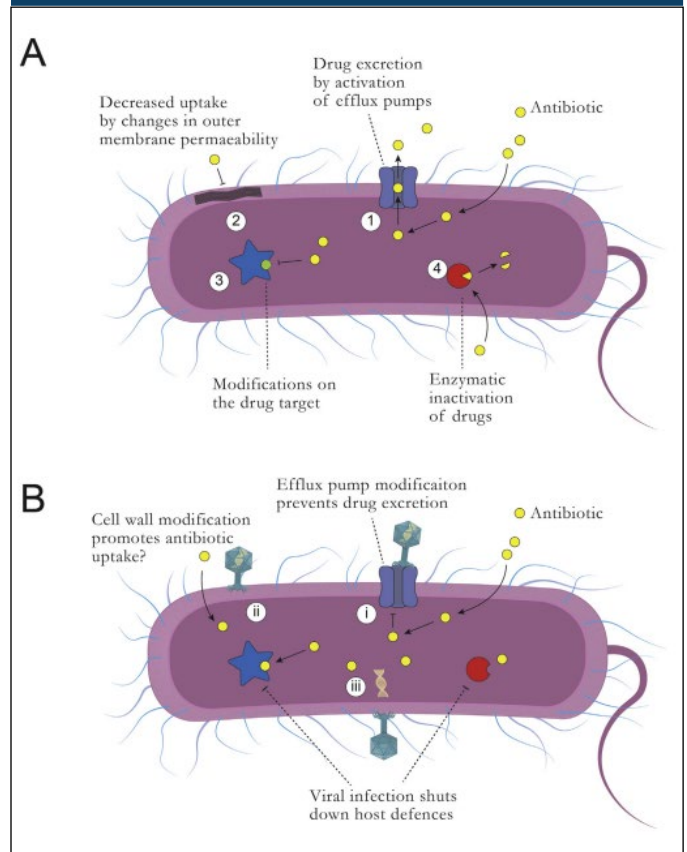 A
Drug excretion
by activation
of efflux pumps
Decreased uptake
by changes in outer
membrane permaeability
Antibiotic
1
2
3
4
Modifications on
the drug target
Enzymatic
inactivation
of drugs
B
Efflux pump modificaiton
prevents drug excretion
Cell wall modification
promotes antibiotic
uptake?
Antibiotic
ii
i
iii
Viral infection shuts
down host defences